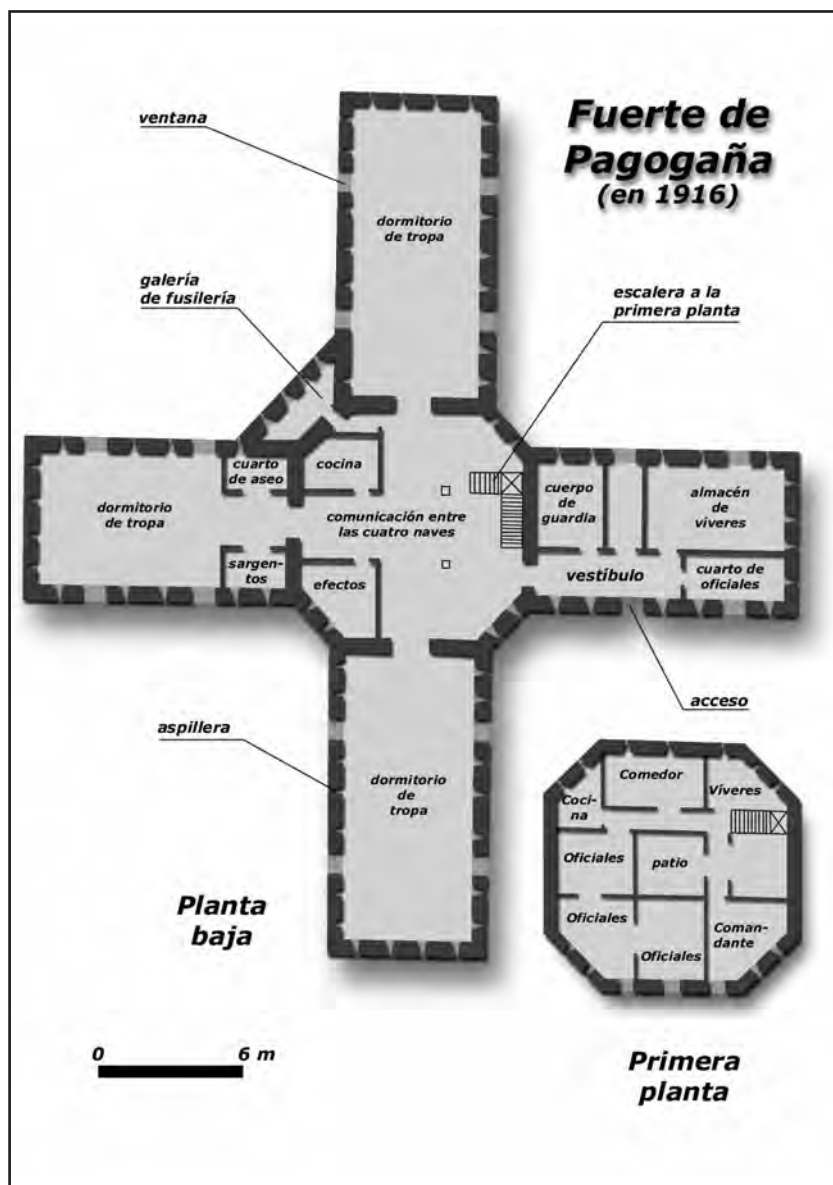 Fuerte de
Pagogaña
(en 1916)
ventana
dormitorio
de tropa
galería
de fusilería
escalera a la
primera planta
cuarto
de aseo
cocina
dormitorio
de tropa
comunicación entre
las cuatro naves
cuerpo
de
guardia
almacén
de
víveres
sargen-
tos
efectos
vestíbulo
cuarto de
oficiales
acceso
aspillera
dormitorio
de
tropa
Comedor
Víveres
Coci-
na
Oficiales
patio
Oficiales
Coman-
dante
Oficiales
Planta
baja
0 6 m
Primera
planta